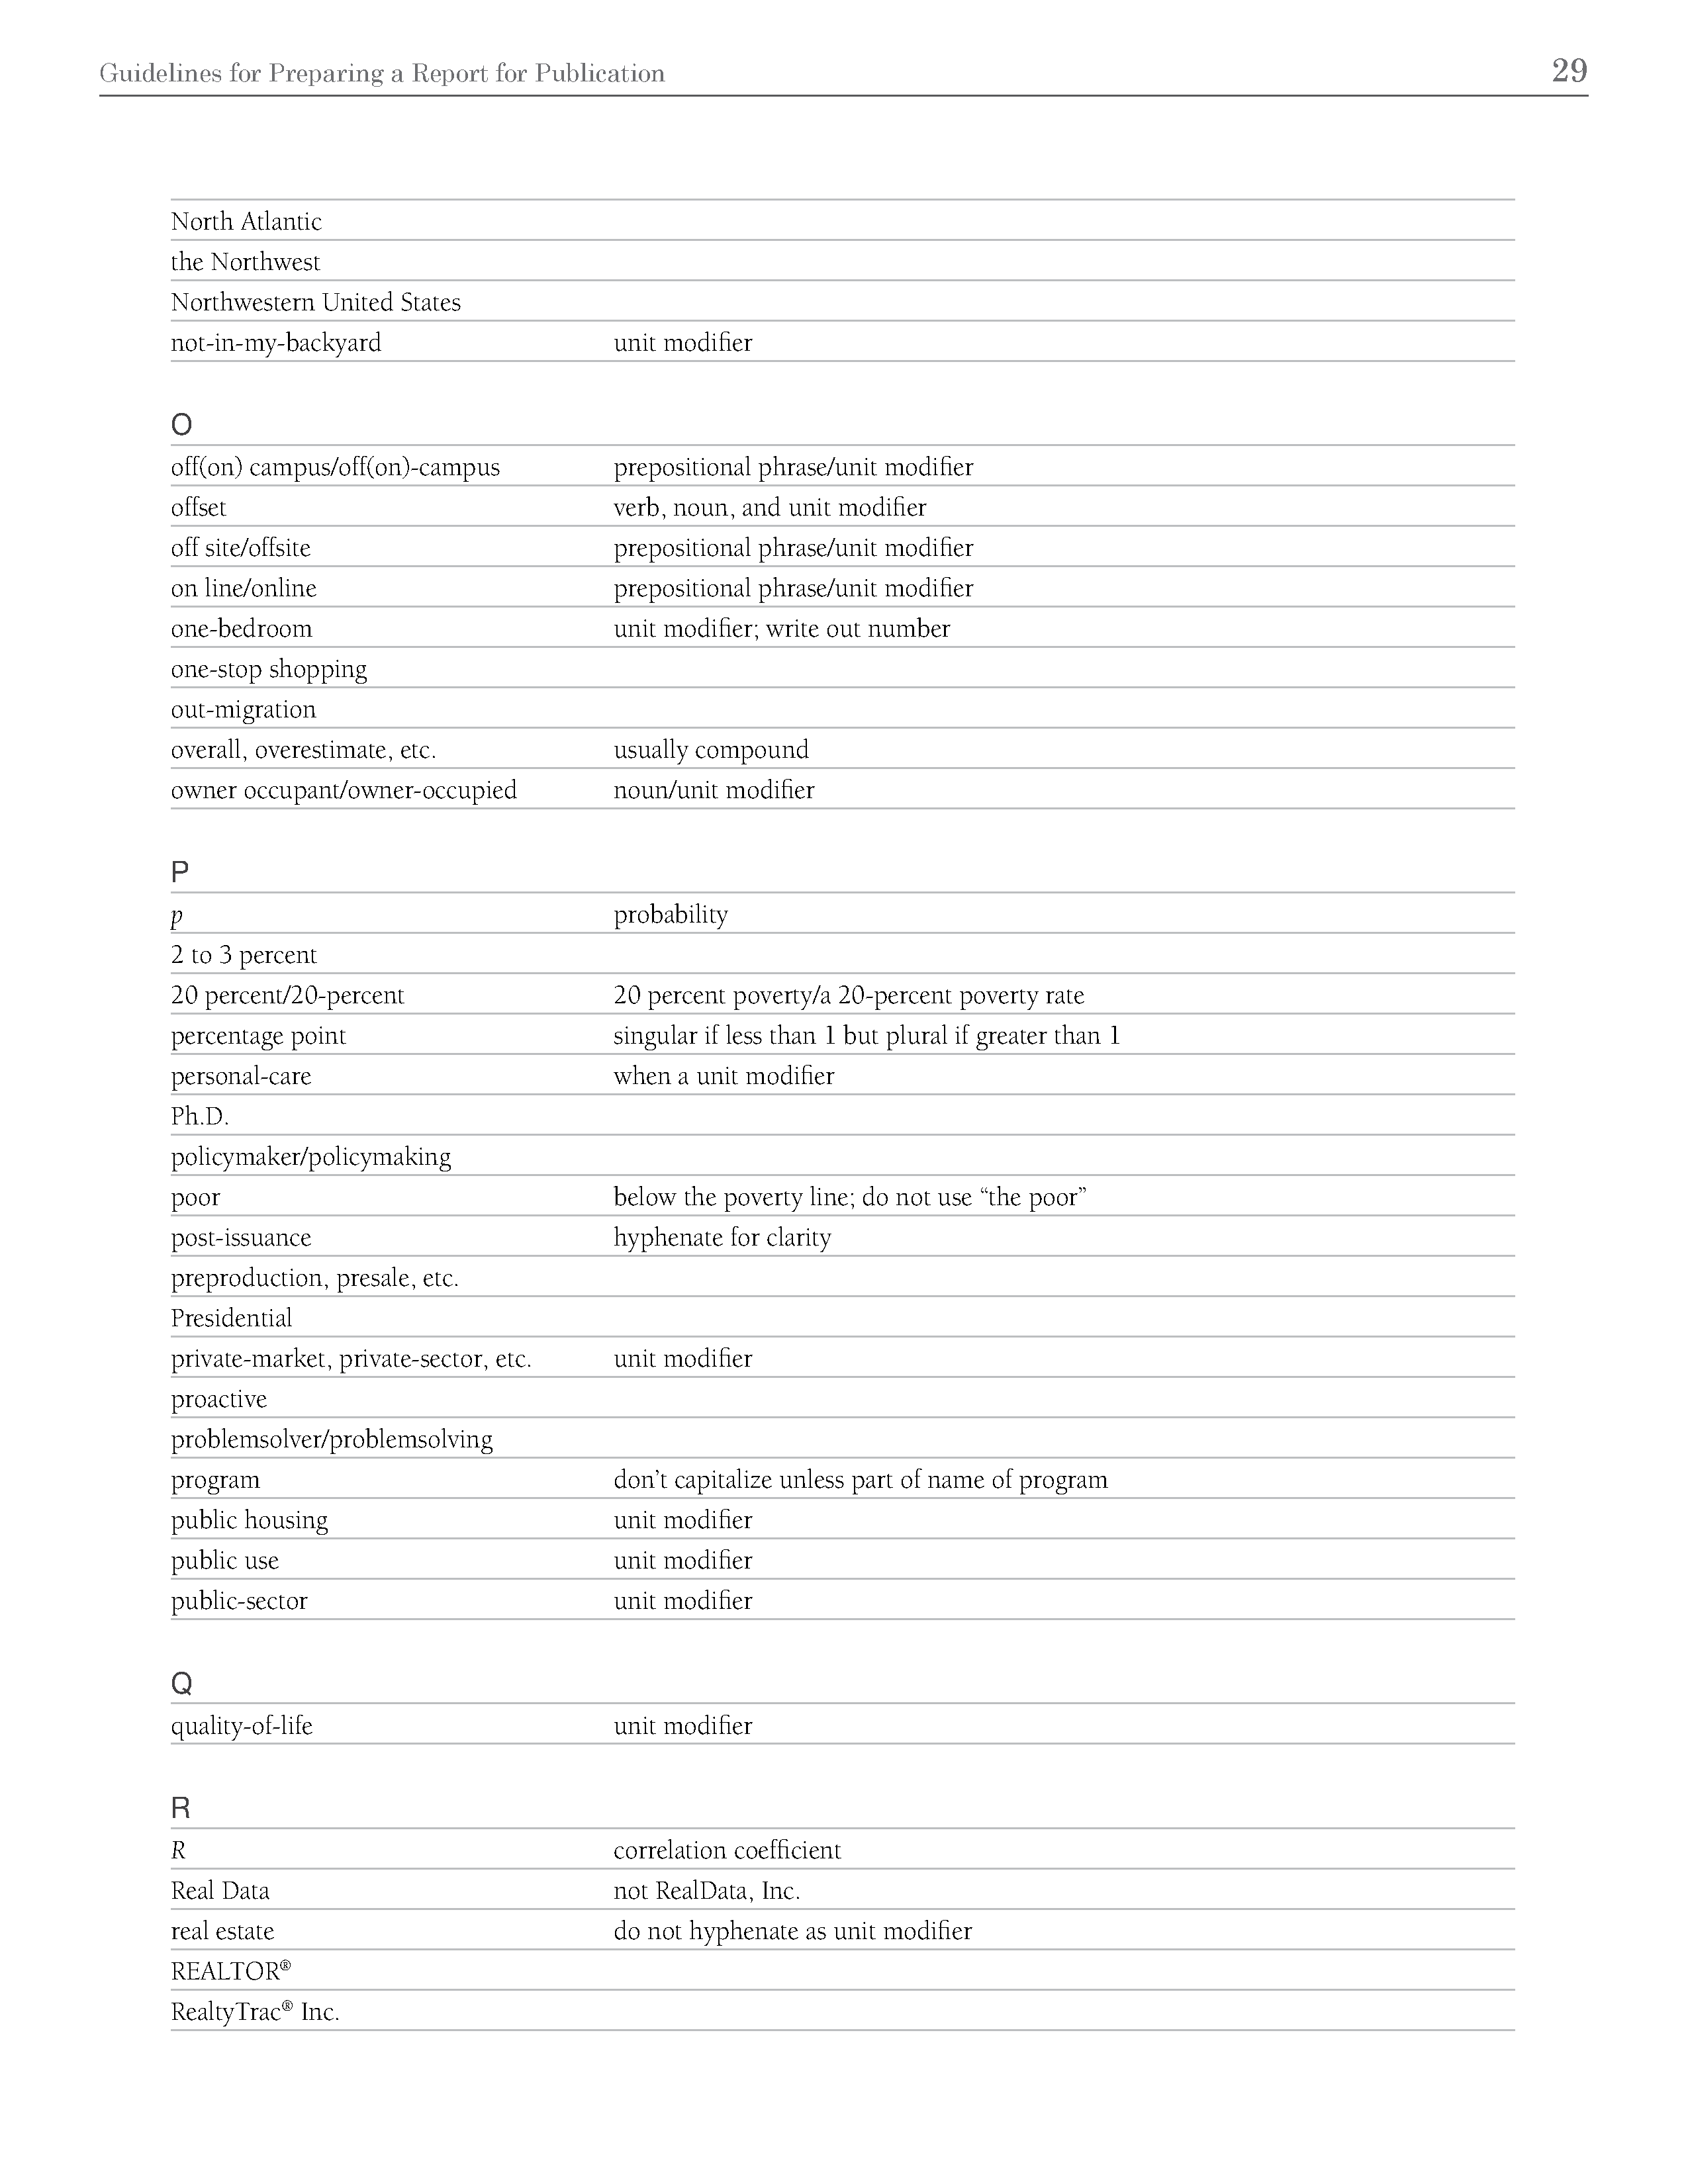 Guidelines for Preparing a Report for Publication 29
North Atlantic
the Northwest
Northwestern United States
not-in-my-backyard unit modifier
O
off(on) campus/off(on)-campus prepositional phrase/unit modifier
offset verb, noun, and unit modifier
off site/offsite prepositional phrase/unit modifier
on line/online prepositional phrase/unit modifier
one-bedroom unit modifier; write out number
one-stop shopping
out-migration
overall, overestimate, etc. usually compound
owner occupant/owner-occupied noun/unit modifier
P
p probability
2 to 3 percent
20 percent/20-percent 20 percent poverty/a 20-percent poverty rate
percentage point singular if less than 1 but plural if greater than 1
personal-care when a unit modifier
Ph.D.
policymaker/policymaking
poor below the poverty line; do not use “the poor”
post-issuance hyphenate for clarity
preproduction, presale, etc.
Presidential
private-market, private-sector, etc. unit modifier
proactive
problemsolver/problemsolving
program don’t capitalize unless part of name of program
public housing unit modifier
public use unit modifier
public-sector unit modifier
Q
quality-of-life unit modifier
R
R correlation coefficient
Real Data not RealData, Inc.
real estate do not hyphenate as unit modifier
REALTOR®
RealtyTrac® Inc.